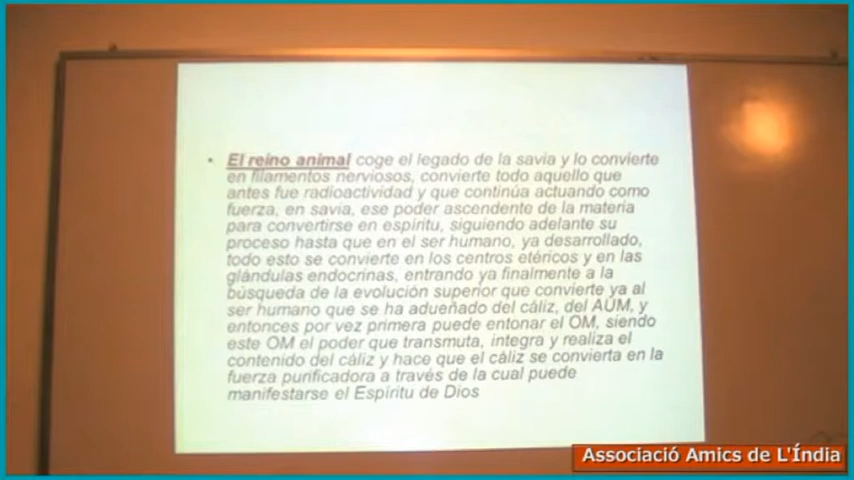 • El reino animal coge el legado de la savia y lo convierte
en filamentos nerviosos, convierte todo aquello que
antes fue radioactividad y que continúa actuando como
fuerza, en savia, ese poder ascendente de la materia
para convertirse en espíritu, siguiendo adelante su
proceso hasta que en el ser humano, ya desarrollado,
todo esto se convierte en los centros etéricos y en las
glándulas endocrinas, entrando ya finalmente a la
búsqueda de la evolución superior que convierte ya al
ser humano que se ha adueñado del cáliz, del AUM, y
entonces por vez primera puede entonar el OM, siendo
este OM el poder que transmuta, integra y realiza el
contenido del cáliz y hace que el cáliz se convierta en la
fuerza purificadora a través de la cual puede
manifestarse el Espíritu de Dios
Associació Amics de L'Índia